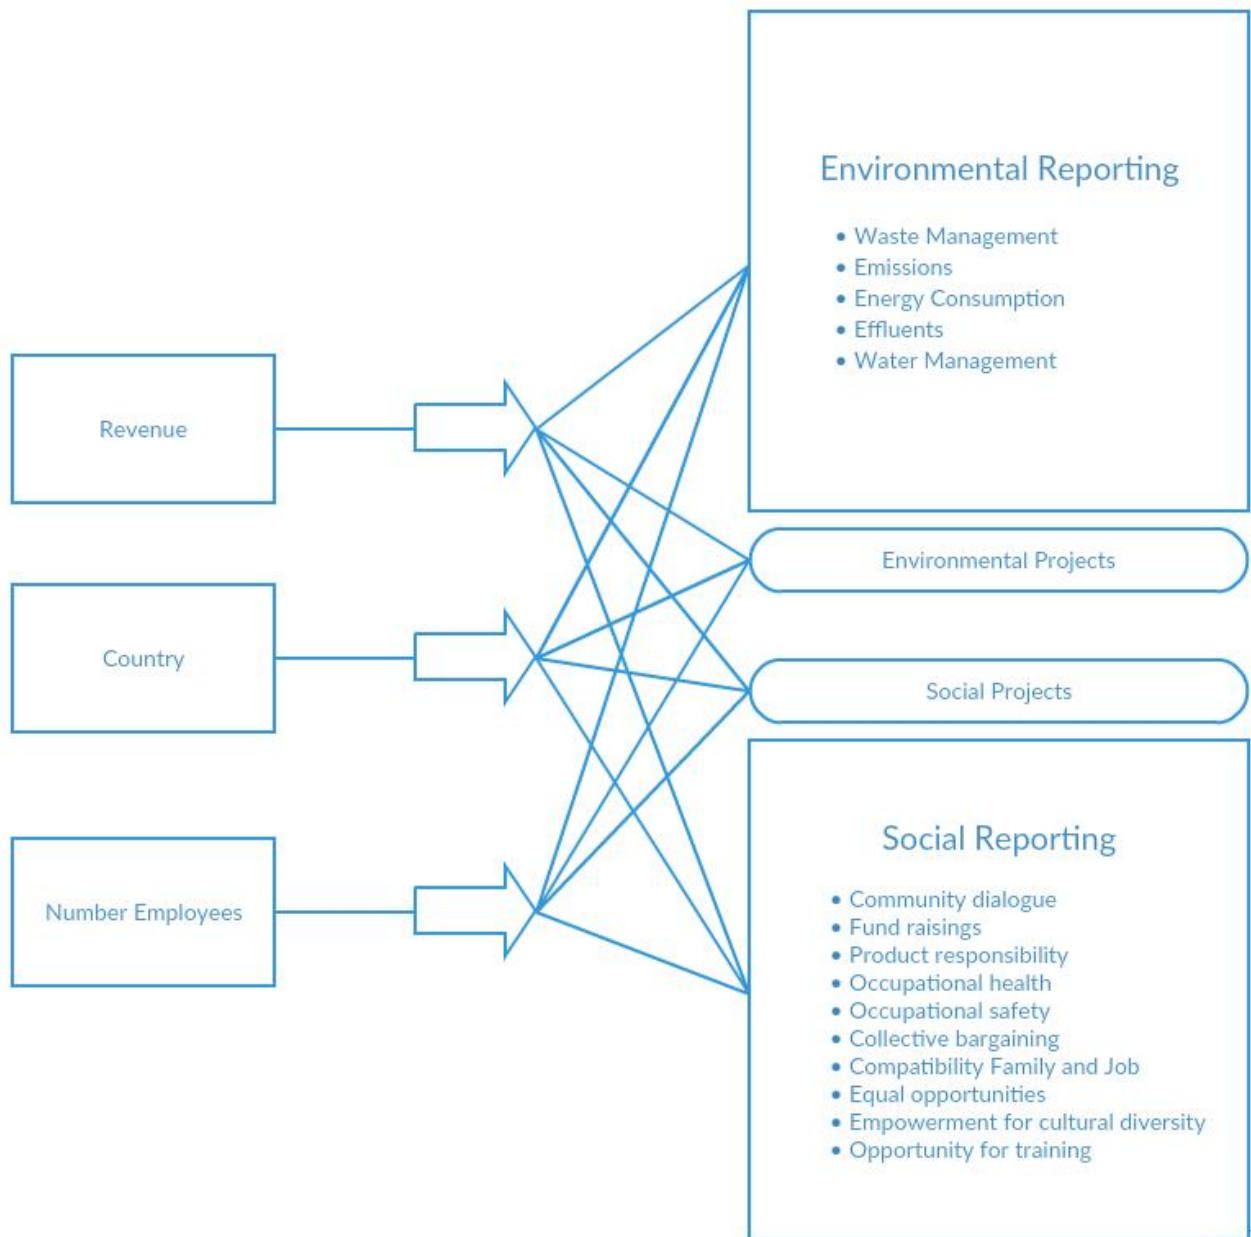 Environmental Reporting
• Waste Management
• Emissions
• Energy Consumption
• Effluents
• Water Management
Revenue
Environmental Projects
Country
Social Projects
Social Reporting
• Community dialogue
• Fund raisings
• Product responsibility
• Occupational health
• Occupational safety
• Collective bargaining
• Compatibility Family and Job
• Equal opportunities
• Empowerment for cultural diversity
• Opportunity for training
Number Employees